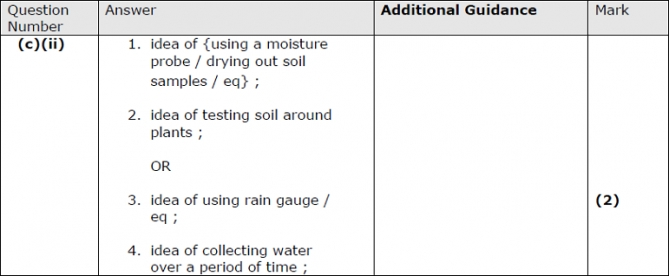 Question Number
Answer
Additional Guidance
Mark
(c)(ii)
1. idea of {using a moisture
probe / drying out soil
samples / eq} ;
2. idea of testing soil around
plants ;
OR
3. idea of using rain gauge /
eq ;
(2)
4. idea of collecting water
over a period of time ;